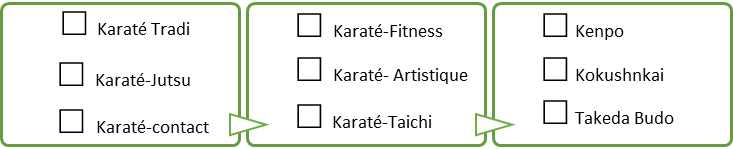 Karaté Tradi
Karaté-Jutsu
Karaté-contact
Karaté-Fitness
Karaté- Artistique
Karaté-Taichi
Kenpo
Kokushnkai
Takeda Budo